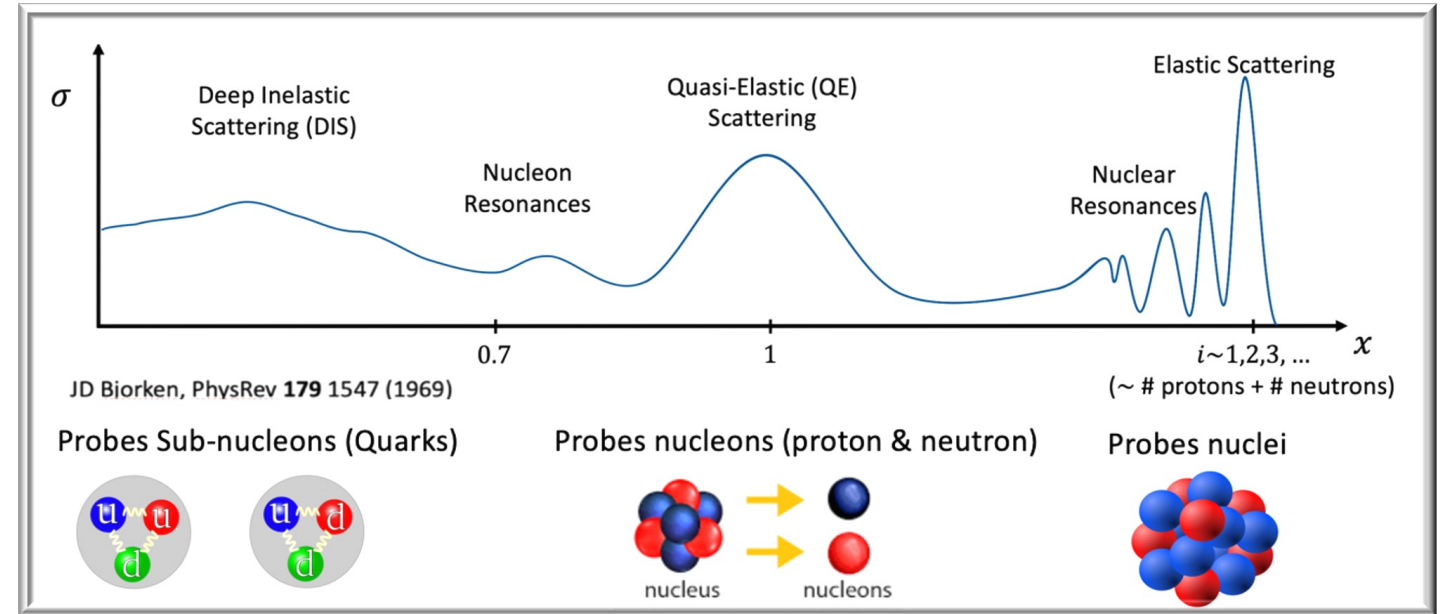 σ
Deep Inelastic
Scattering (DIS)
Nucleon
Resonances
Quasi-Elastic (QE)
Scattering
Nuclear
Resonances
Elastic Scattering
0.7
1
i~1,2,3, ...
x
(~ # protons + # neutrons)
JD Bjorken, PhysRev 179 1547 (1969)
Probes Sub-nucleons (Quarks)
Probes nucleons (proton & neutron)
Probes nuclei
u u
d
u d
d
nucleus
nucleons